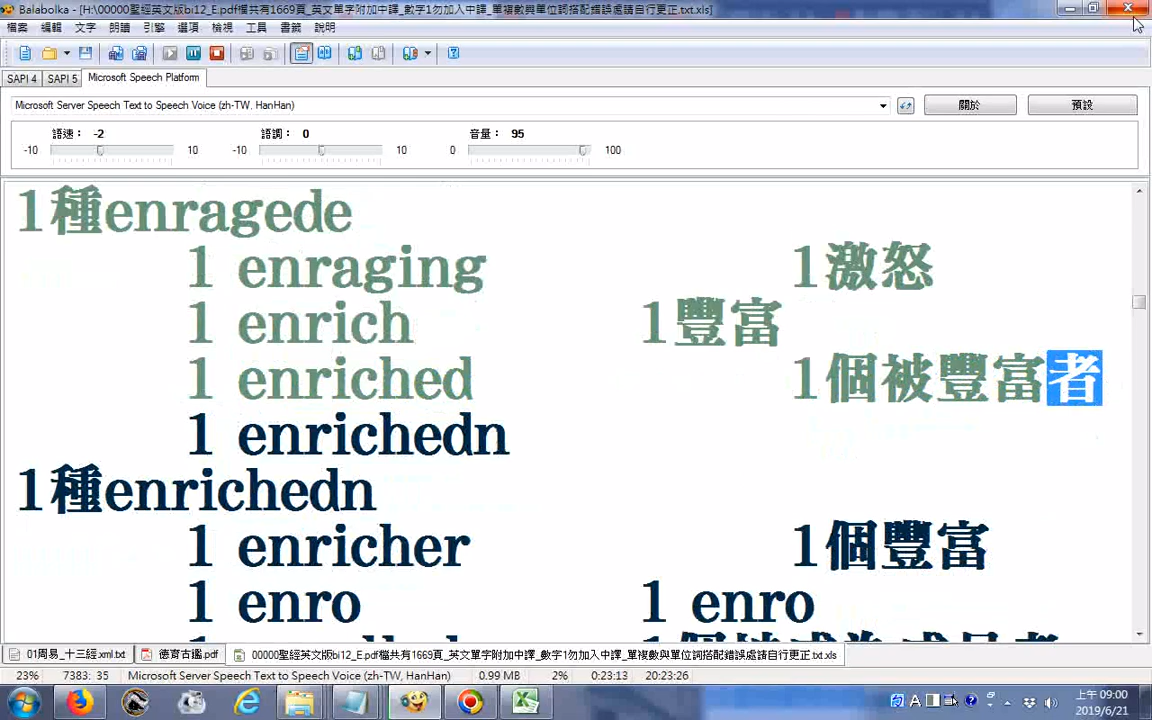 Balabolka - [H:\00000聖經英文版bi12_E.pdf檔共有1669頁_英文單字附加中譯_數字1勿加入中譯_單複數與單位詞搭配錯誤處請自行更正.txt.xls]
檔案 編輯 文字 朗讀 引擎 選項 檢視 工具 書籤 說明
SAPI 4 SAPI 5 Microsoft Speech Platform
Microsoft Server Speech Text to Speech Voice (zh-TW, HanHan) 關於 預設
語速： -2 語調： 0 音量： 95
-10 10 -10 10 0 100
1種enragede
1 enraging 1激怒
1 enrich 1豐富
1 enriched 1個被豐富者
1 enrichedn
1種enrichedn
1 enricher 1個豐富
1 enro 1 enro
01周易_十三經.xml.txt 德育古鑑.pdf 00000聖經英文版bi12_E.pdf檔共有1669頁_英文單字附加中譯_數字1勿加入中譯_單複數與單位詞搭配錯誤處請自行更正.txt.xls
23% 7383: 35 Microsoft Server Speech Text to Speech Voice (zh-TW, HanHan) 0.99 MB 2% 0:23:13 20:23:26
上午 09:00
2019/6/21